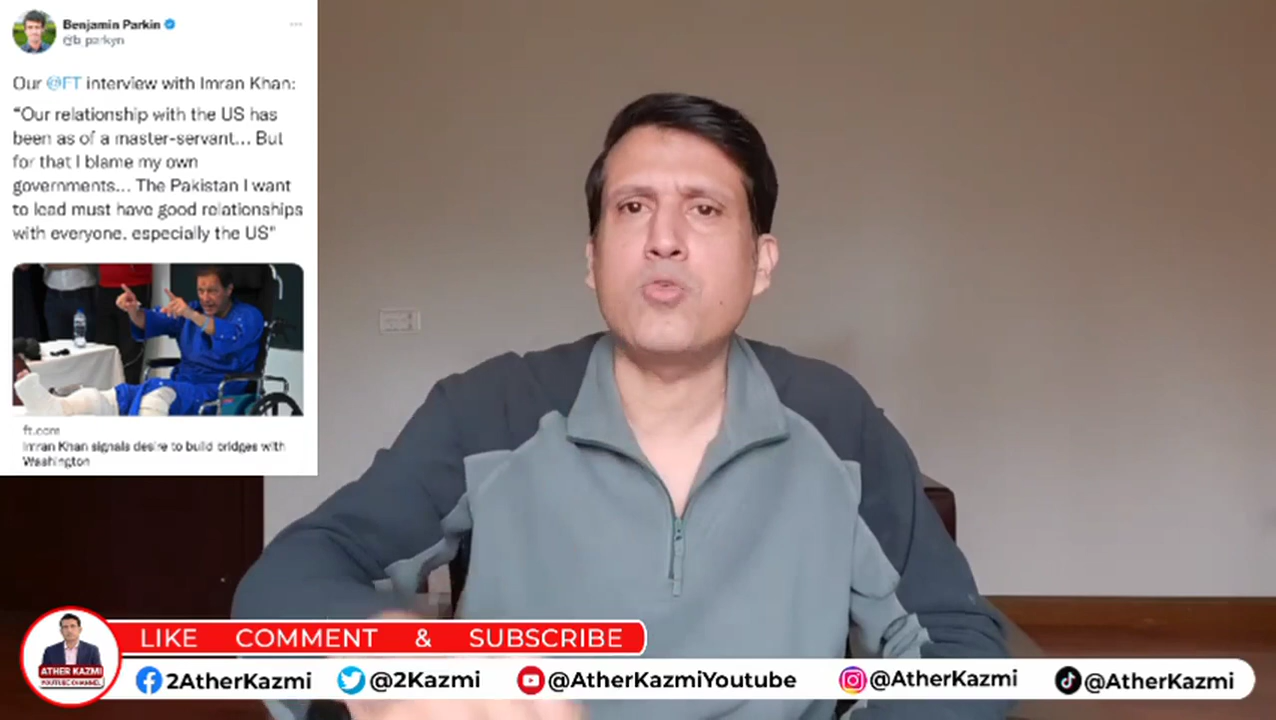 Benjamin Parkin
@b_parkyn
Our @FT interview with Imran Khan:
“Our relationship with the US has
been as of a master-servant... But
for that I blame my own
governments... The Pakistan I want
to lead must have good relationships
with everyone, especially the US"
ft.com
Imran Khan signals desire to build bridges with
Washington
LIKE COMMENT & SUBSCRIBE
ATHER KAZMI
YOUTUBE CHANNEL
2AtherKazmi
@2Kazmi
@AtherKazmiYoutube
@AtherKazmi
@AtherKazmi